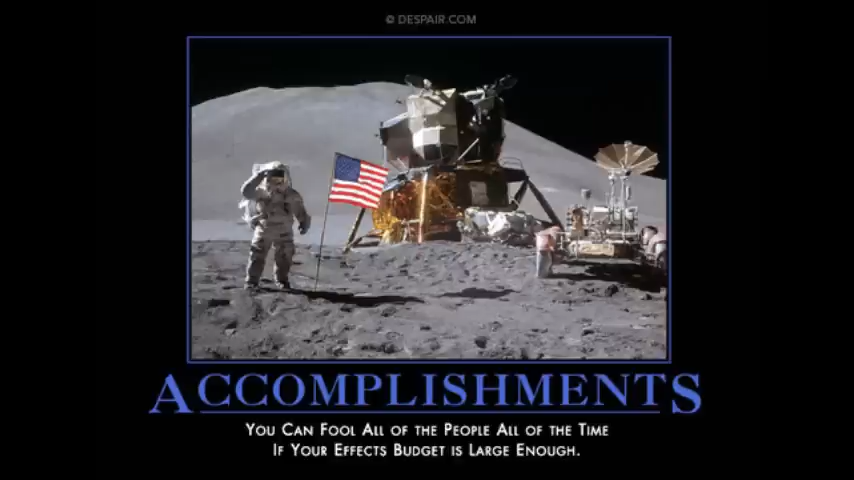 © DESPAIR.COM
ACCOMPLISHMENTS
YOU CAN FOOL ALL OF THE PEOPLE ALL OF THE TIME
IF YOUR EFFECTS BUDGET IS LARGE ENOUGH.